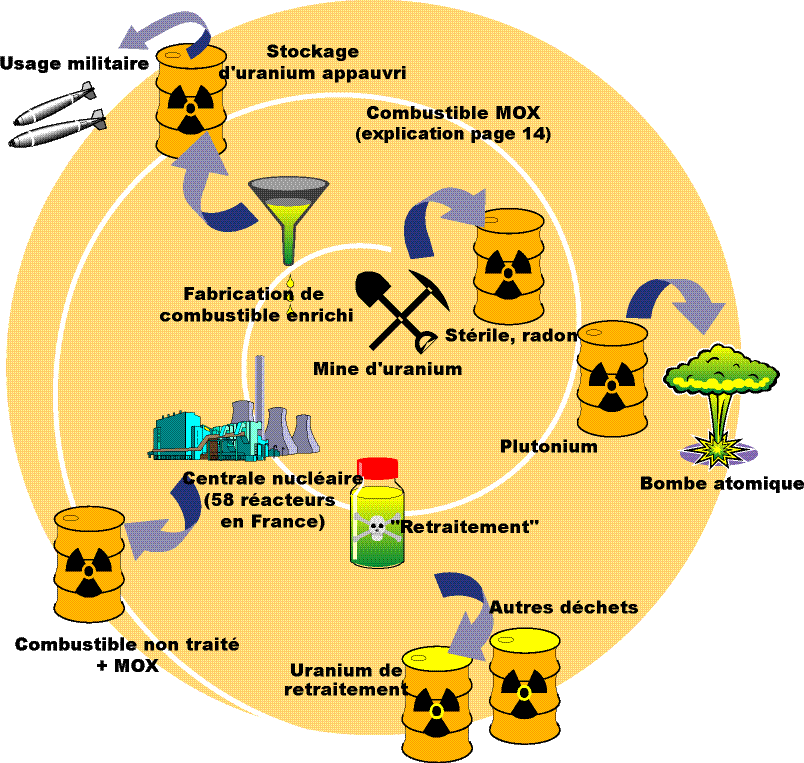 Usage militaire
Stockage
d'uranium appauvri
Combustible MOX
(explication page 14)
Fabrication de
combustible enrichi
Stérile, radon
Mine d'uranium
Plutonium
Bombe atomique
Centrale nucléaire
(58 réacteurs
en France)
"Retraitement"
Autres déchets
Combustible non traité
+ MOX
Uranium de
retraitement